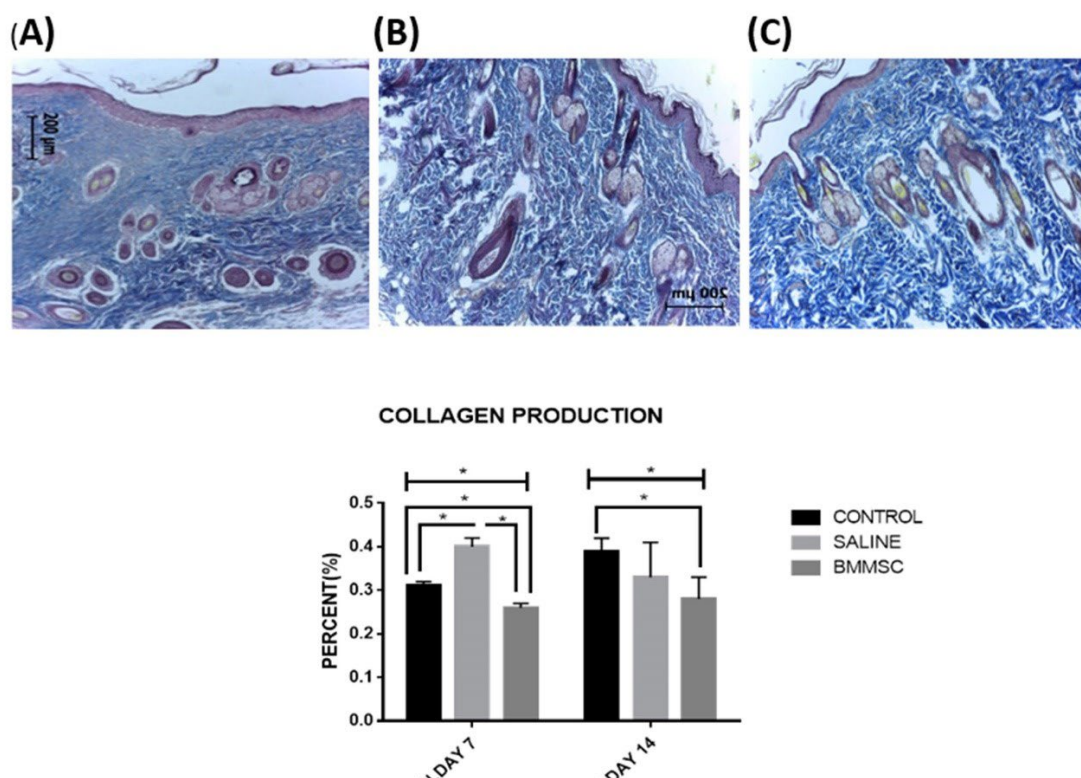 (A)
(B)
(C)
200 µm
200 µm
COLLAGEN PRODUCTION
*
*
*
*
*
*
0.5
0.4
0.3
0.2
0.1
0.0
PERCENT(%)
CONTROL
SALINE
BMMSC
DAY 7
DAY 14